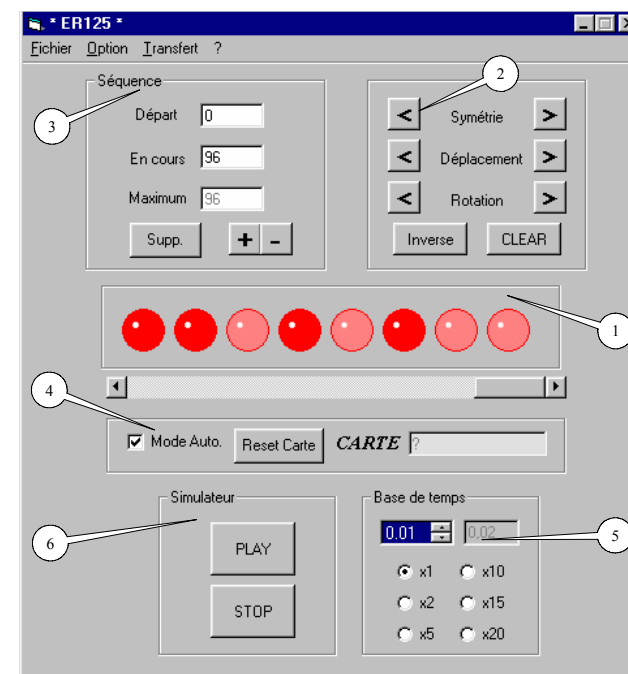 * ER125 *
Fichier Option Transfert ?
Séquence
2
3
Départ 0
< Symétrie >
En cours 96
< Déplacement >
Maximum 96
< Rotation >
Supp. + -
Inverse CLEAR
1
4
Mode Auto. Reset Carte CARTE ?
Simulateur
Base de temps
6
PLAY
0.01 0,02
5
x1 x10
STOP
x2 x15
x5 x20